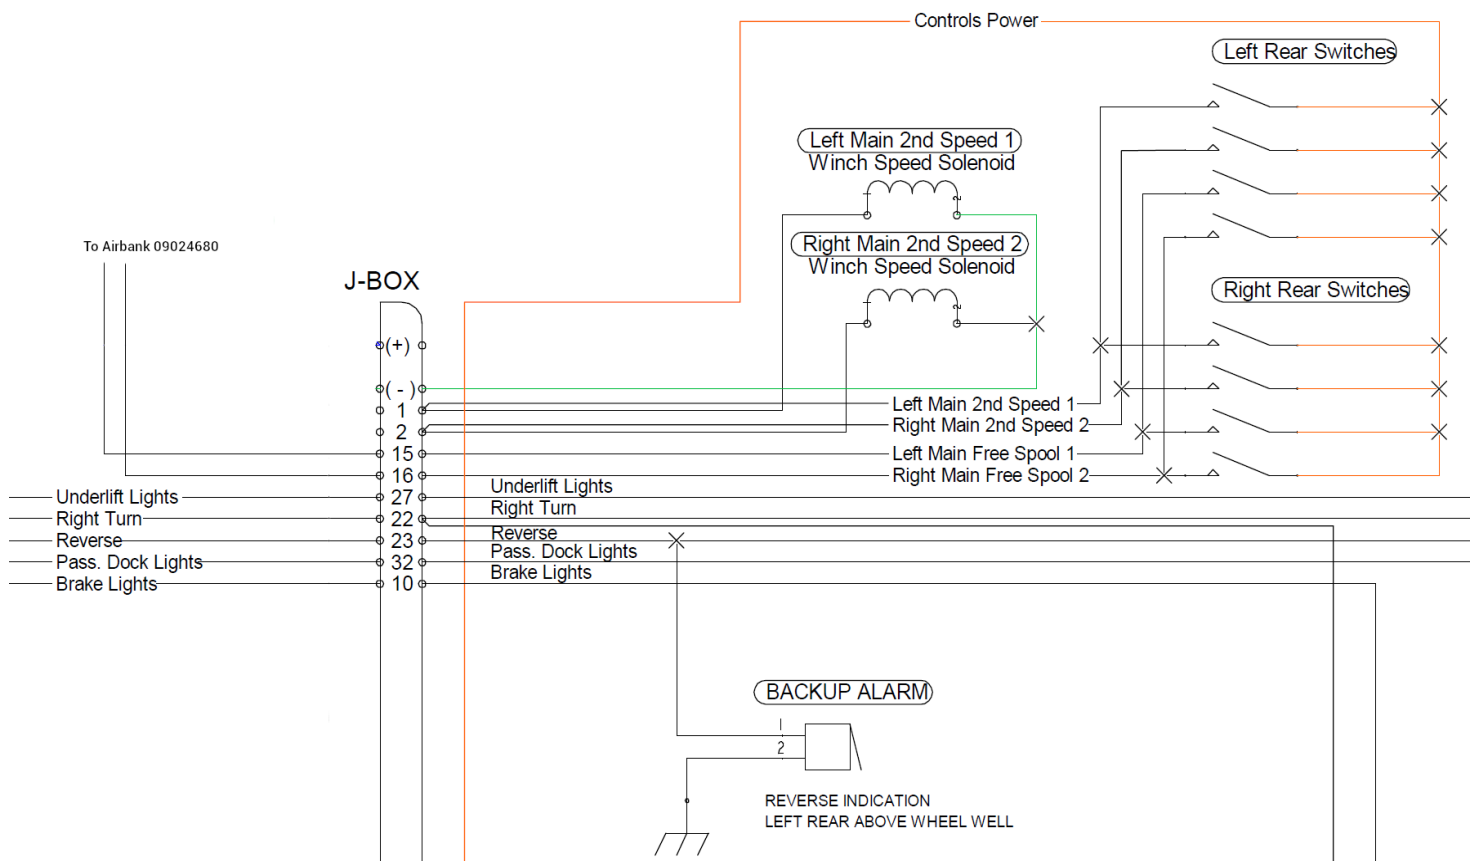 Controls Power
Left Rear Switches
Left Main 2nd Speed 1
Winch Speed Solenoid
1
2
To Airbank 09024680
Right Main 2nd Speed 2
Winch Speed Solenoid
1
2
J-BOX
Right Rear Switches
(+)
( - )
1
Left Main 2nd Speed 1
2
Right Main 2nd Speed 2
15
Left Main Free Spool 1
16
Right Main Free Spool 2
Underlift Lights
27
Underlift Lights
Right Turn
22
Right Turn
Reverse
23
Reverse
Pass. Dock Lights
32
Pass. Dock Lights
Brake Lights
10
Brake Lights
BACKUP ALARM
1
2
REVERSE INDICATION
LEFT REAR ABOVE WHEEL WELL